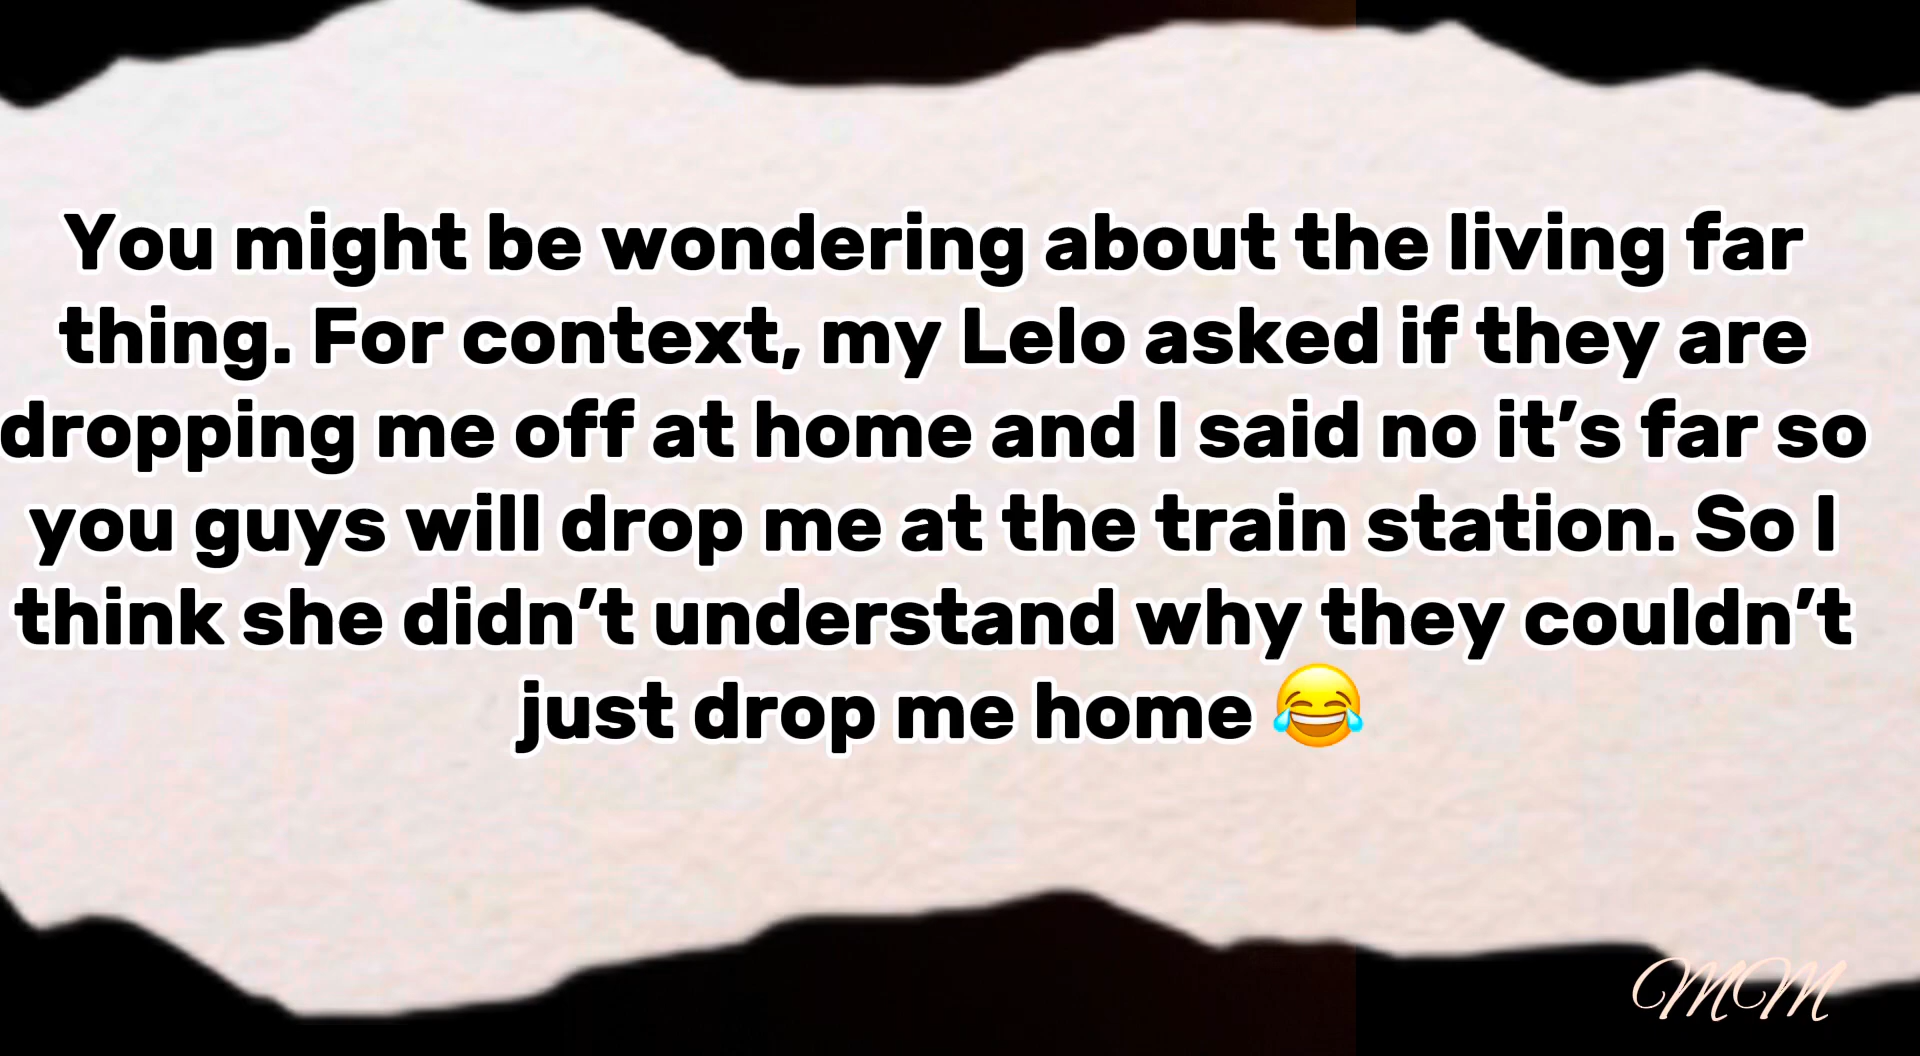 You might be wondering about the living far
thing. For context, my Lelo asked if they are
dropping me off at home and I said no it’s far so
you guys will drop me at the train station. So I
think she didn’t understand why they couldn’t
just drop me home 😂
MM